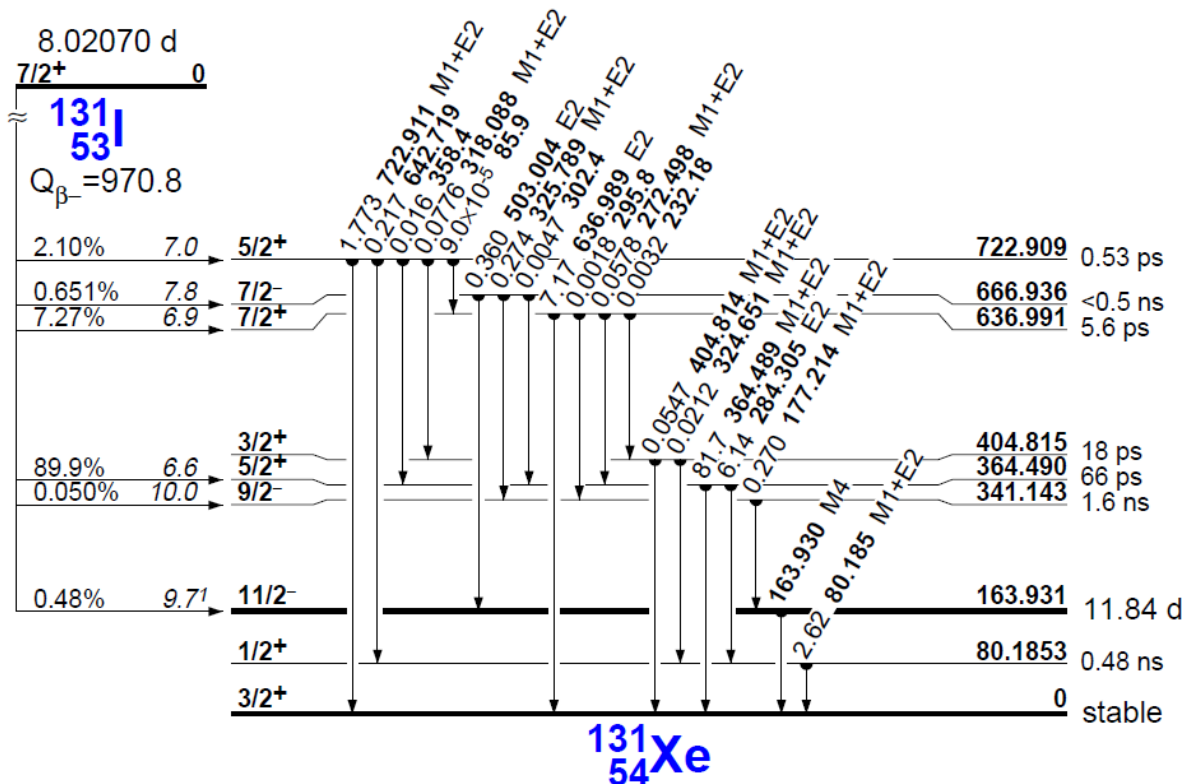 8.02070 d
7/2+ 0
131 53 I
Qβ−=970.8
1.773 722.911 M1+E2
0.217 642.719
0.016 358.4
0.0776 318.088 M1+E2
9.0×10-5 85.9
0.360 503.004 E2
0.274 325.789 M1+E2
0.0047 302.4
7.17 636.989 E2
0.0018 295.8
0.0578 272.498 M1+E2
0.0032 232.18
2.10% 7.0 5/2+ 722.909 0.53 ps
0.651% 7.8 7/2− 666.936 <0.5 ns
7.27% 6.9 7/2+ 636.991 5.6 ps
0.0547 404.814 M1+E2
0.0212 324.651 M1+E2
81.7 364.489 M1+E2
6.14 284.305 E2
0.270 177.214 M1+E2
3/2+ 404.815 18 ps
89.9% 6.6 5/2+ 364.490 66 ps
0.050% 10.0 9/2− 341.143 1.6 ns
163.930 M4
2.62 80.185 M1+E2
0.48% 9.71 11/2− 163.931 11.84 d
1/2+ 80.1853 0.48 ns
3/2+ 0 stable
131 54 Xe